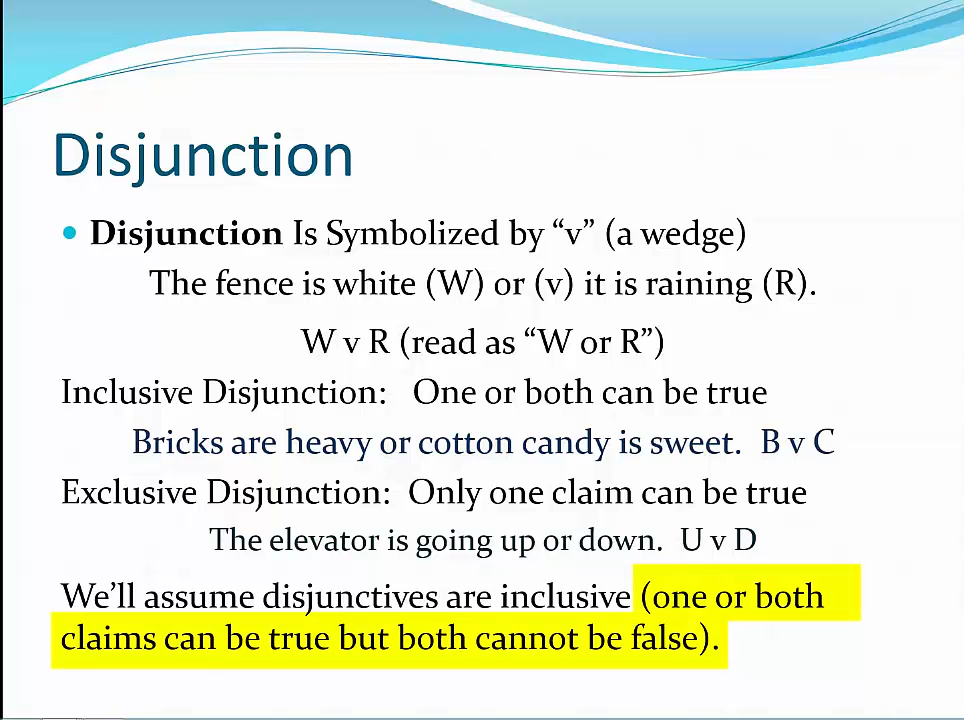 Disjunction
• Disjunction Is Symbolized by “v” (a wedge)
The fence is white (W) or (v) it is raining (R).
W v R (read as “W or R”)
Inclusive Disjunction: One or both can be true
Bricks are heavy or cotton candy is sweet. B v C
Exclusive Disjunction: Only one claim can be true
The elevator is going up or down. U v D
We’ll assume disjunctives are inclusive (one or both
claims can be true but both cannot be false).